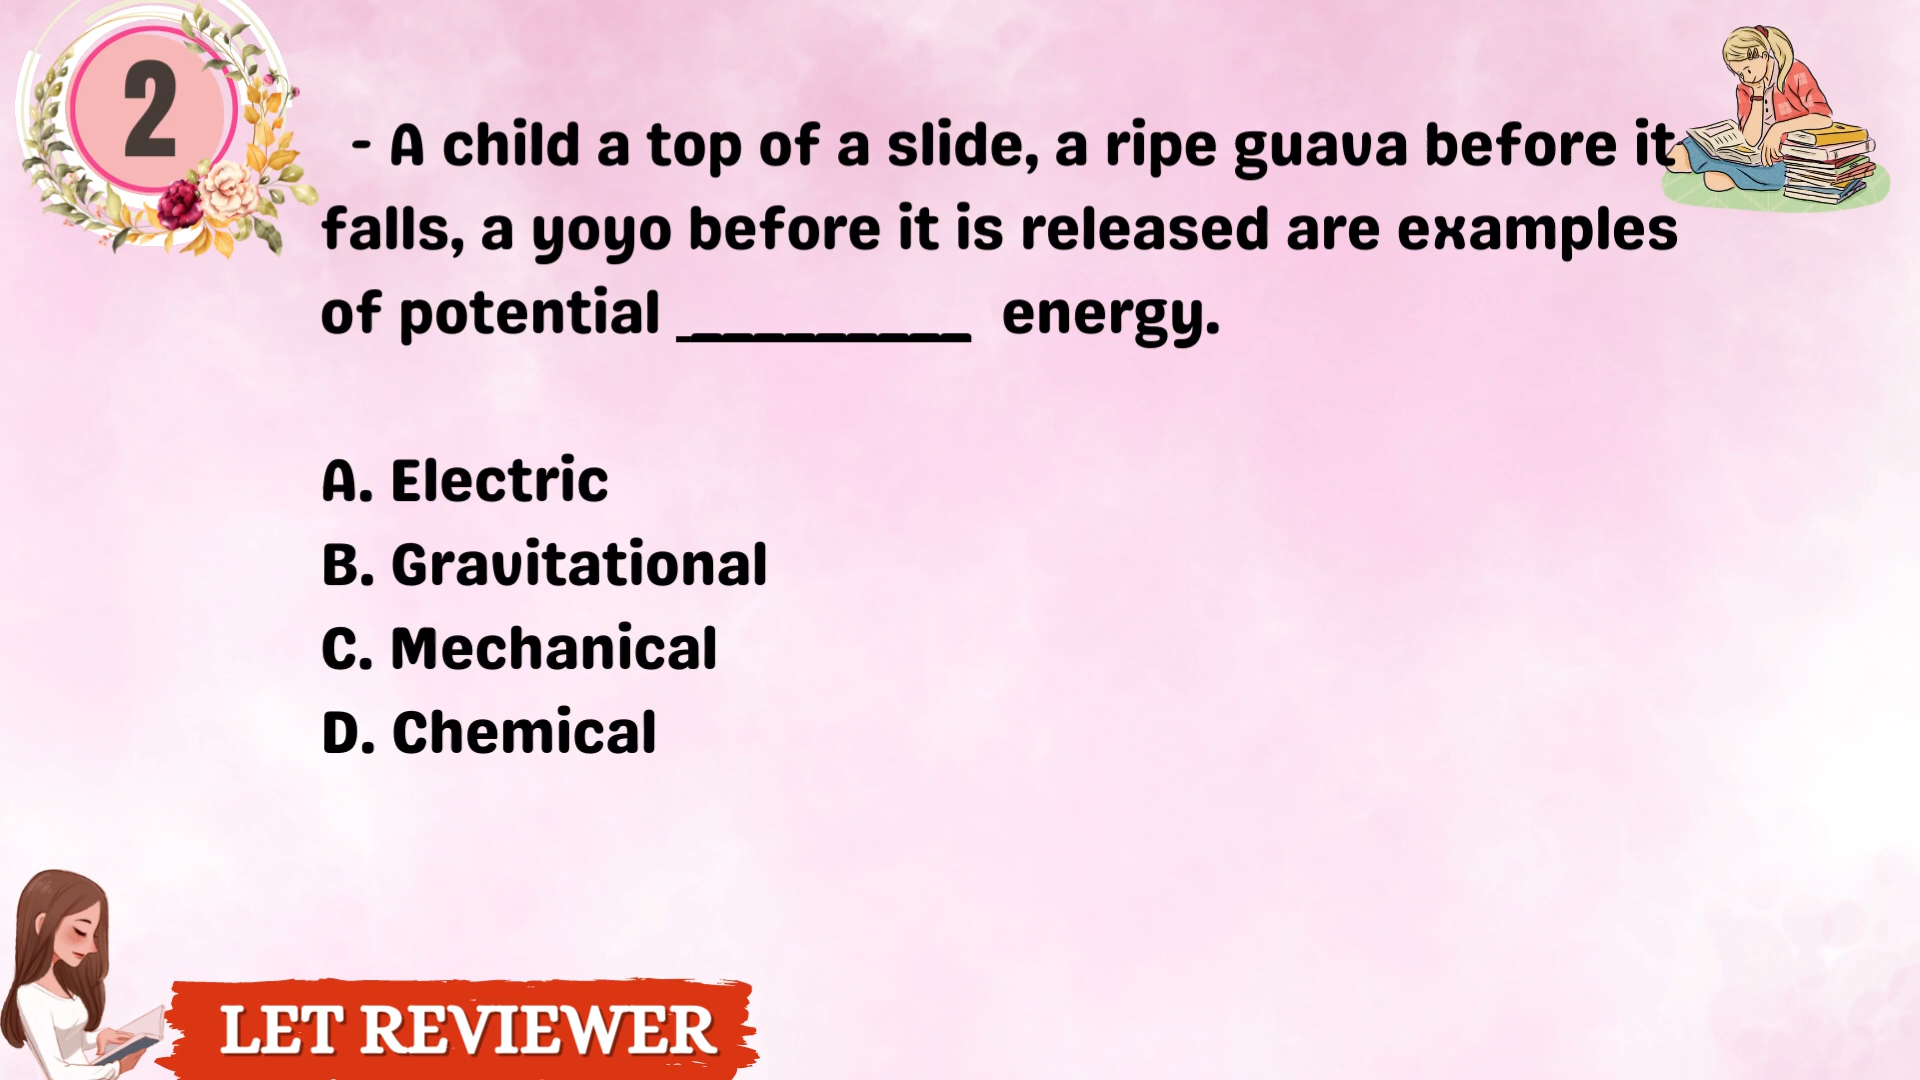 2
- A child a top of a slide, a ripe guava before it
falls, a yoyo before it is released are examples
of potential __________ energy.
A. Electric
B. Gravitational
C. Mechanical
D. Chemical
LET REVIEWER